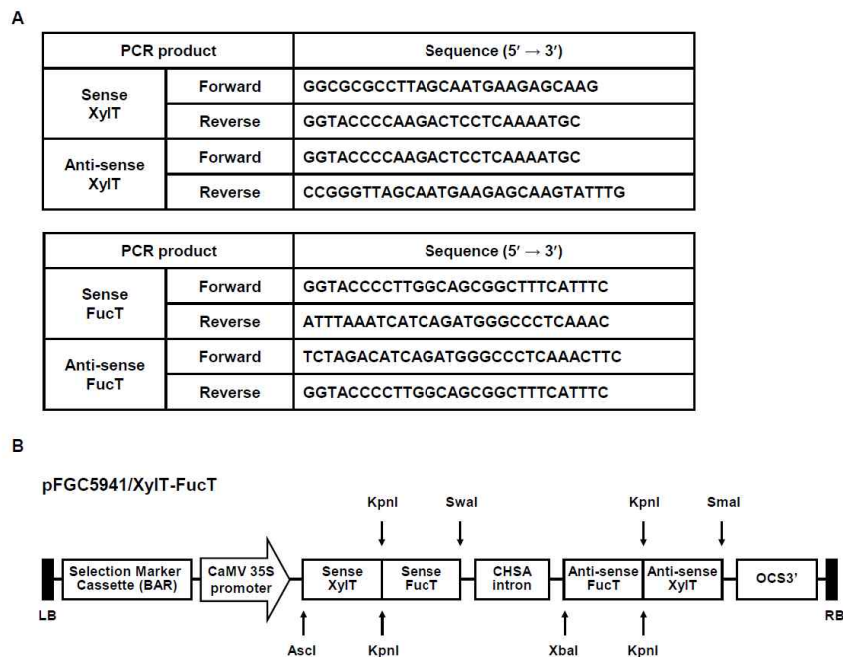 A
PCR product Sequence (5′ → 3′)
Sense XylT Forward GGCGCGCCTTAGCAATGAAGAGCAAG
Reverse GGTACCCCAAGACTCCTCAAAATGC
Anti-sense XylT Forward GGTACCCCAAGACTCCTCAAAATGC
Reverse CCGGGTTAGCAATGAAGAGCAAGTATTTG
PCR product Sequence (5′ → 3′)
Sense FucT Forward GGTACCCCTTGGCAGCGGCTTTCATTTC
Reverse ATTTAAATCATCAGATGGGCCCTCAAAC
Anti-sense FucT Forward TCTAGACATCAGATGGGCCCTCAAACTTC
Reverse GGTACCCCTTGGCAGCGGCTTTCATTTC
B
pFGC5941/XylT-FucT
KpnI SwaI KpnI SmaI
Selection Marker Cassette (BAR)
CaMV 35S promoter
Sense XylT
Sense FucT
CHSA intron
Anti-sense FucT
Anti-sense XylT
OCS3'
LB RB
AscI KpnI XbaI KpnI